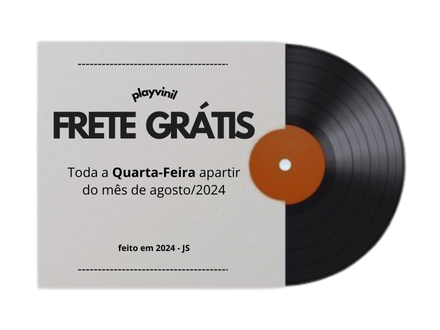 playvinil
FRETE GRÁTIS
Toda a Quarta-Feira apartir
do mês de agosto/2024
feito em 2024 - JS